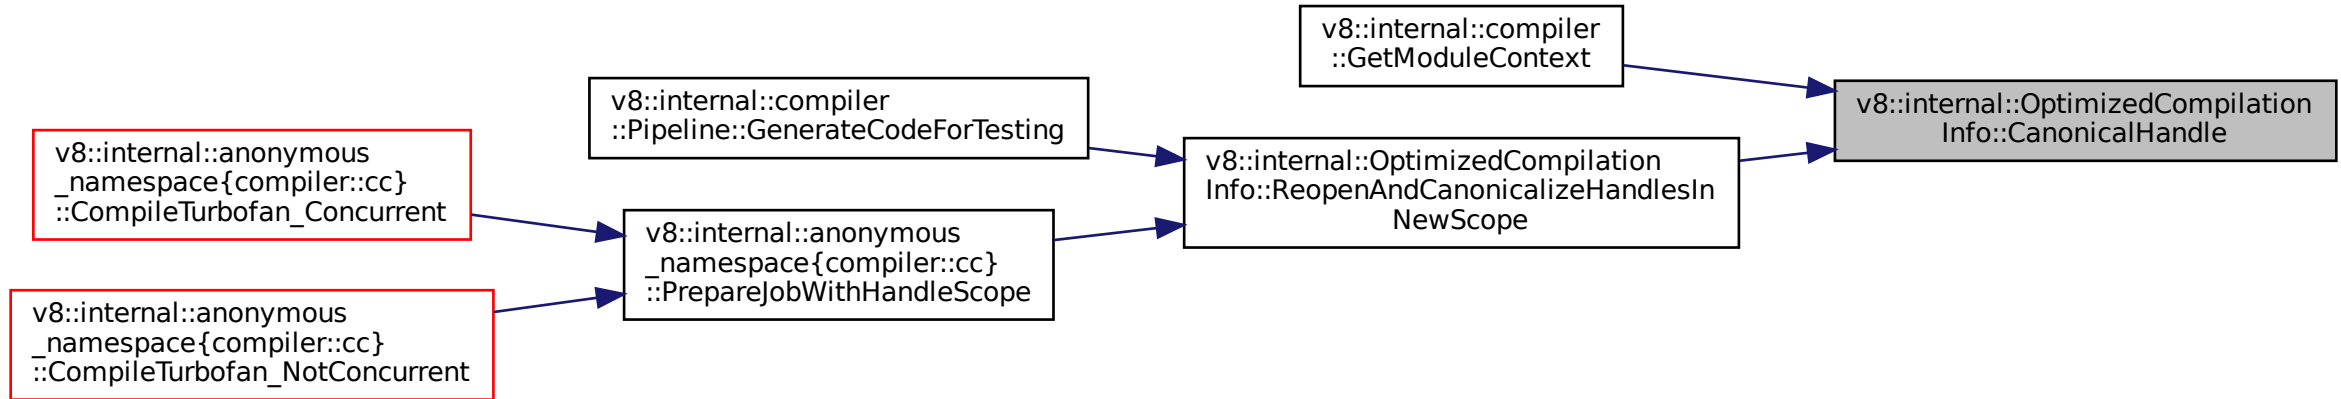 v8::internal::compiler
::GetModuleContext
v8::internal::OptimizedCompilation
Info::CanonicalHandle
v8::internal::compiler
::Pipeline::GenerateCodeForTesting
v8::internal::OptimizedCompilation
Info::ReopenAndCanonicalizeHandlesIn
NewScope
v8::internal::anonymous
_namespace{compiler::cc}
::CompileTurbofan_Concurrent
v8::internal::anonymous
_namespace{compiler::cc}
::PrepareJobWithHandleScope
v8::internal::anonymous
_namespace{compiler::cc}
::CompileTurbofan_NotConcurrent